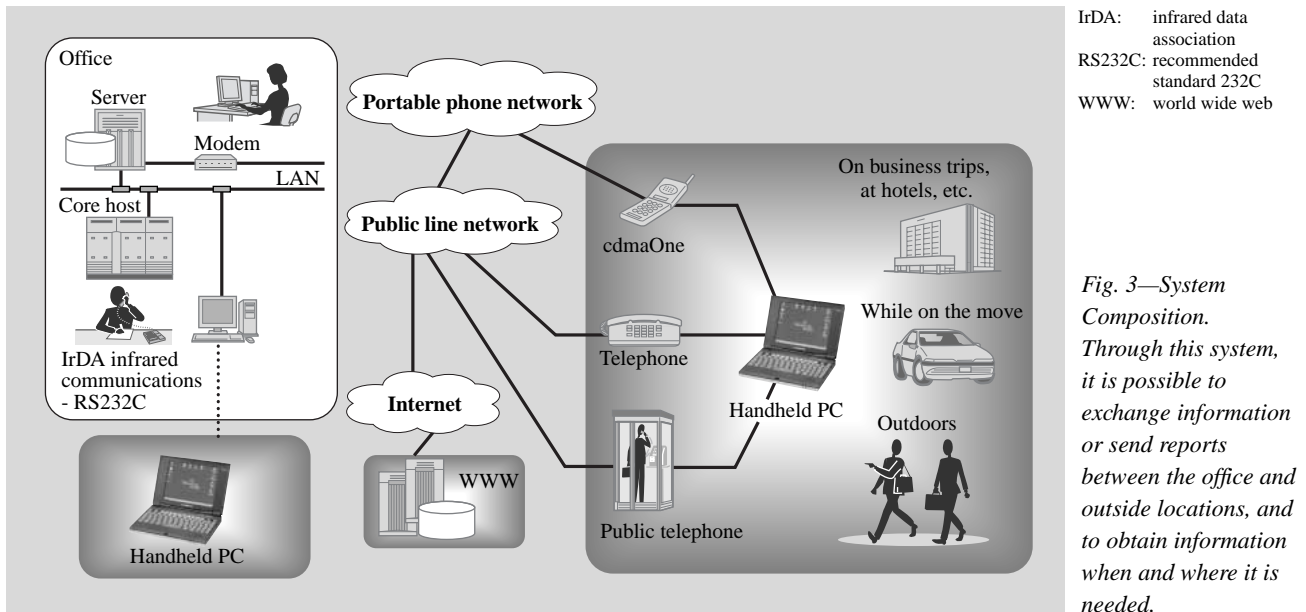 Office
Server
Modem
LAN
Core host
IrDA infrared
communications
- RS232C
Handheld PC
Portable phone network
Public line network
Internet
WWW
cdmaOne
Telephone
Public telephone
Handheld PC
On business trips,
at hotels, etc.
While on the move
Outdoors
IrDA: infrared data
association
RS232C: recommended
standard 232C
WWW: world wide web
Fig. 3—System
Composition.
Through this system,
it is possible to
exchange information
or send reports
between the office and
outside locations, and
to obtain information
when and where it is
needed.